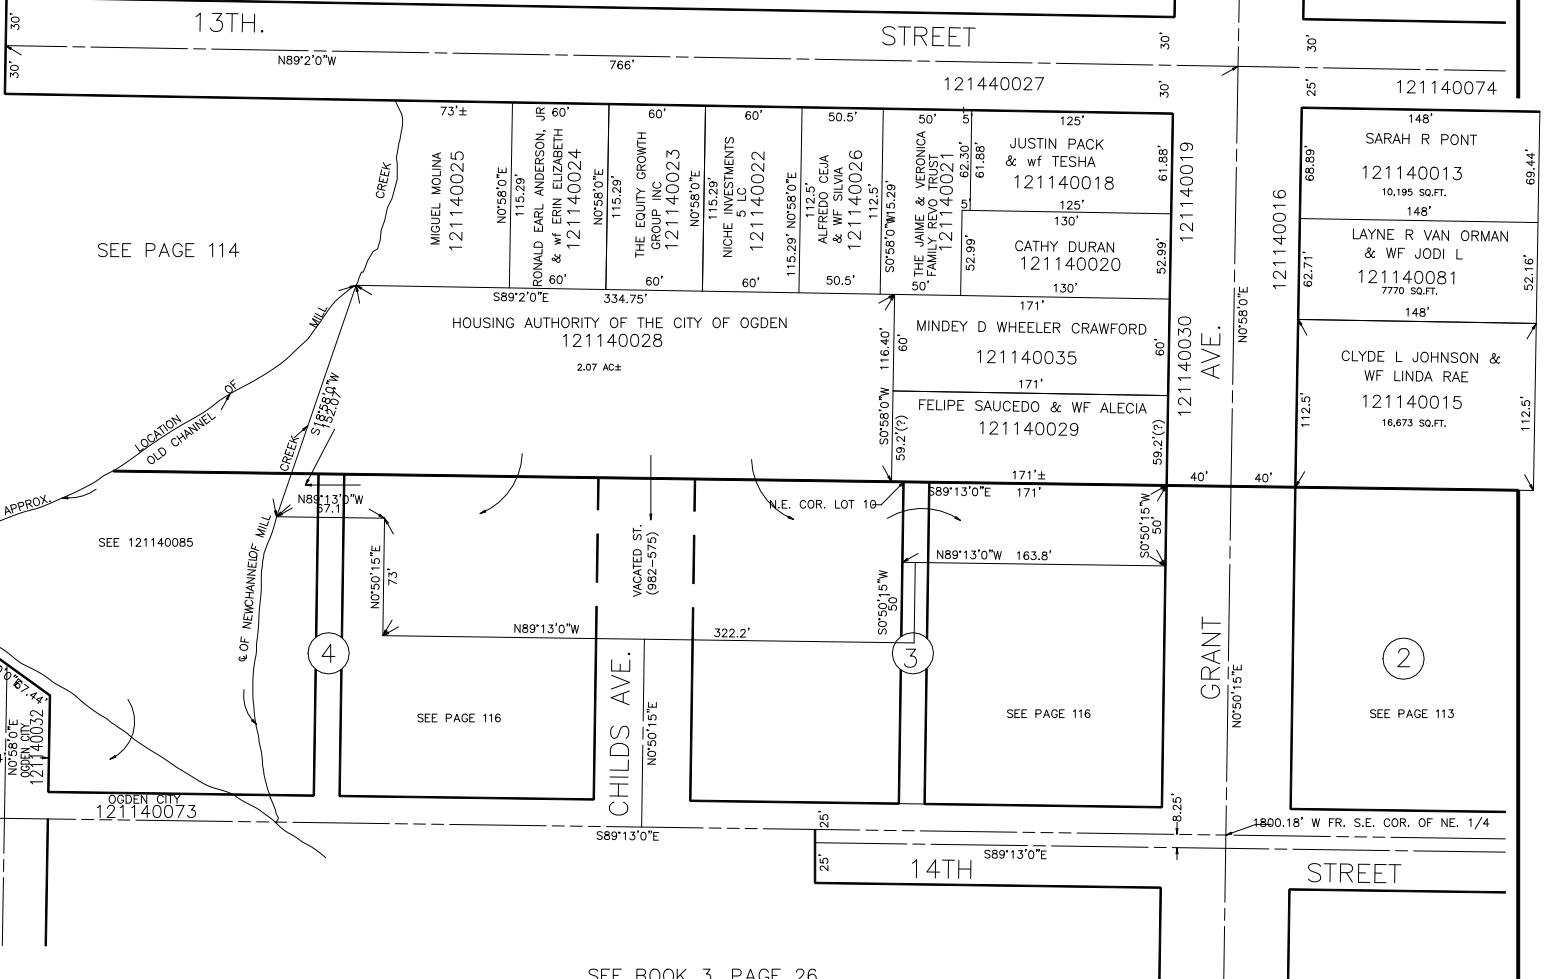 30'
13TH.
STREET
30'
30'
N89°2'0"W
766'
30'
121440027
30'
25'
121140074
CREEK
73'±
MIGUEL MOLINA
121140025
N0°58'0"E
115.29'
60'
RONALD EARL ANDERSON, JR
& wf ERIN ELIZABETH
121140024
60'
N0°58'0"E
115.29'
60'
THE EQUITY GROWTH
GROUP INC
121140023
60'
N0°58'0"E
115.29'
60'
NICHE INVESTMENTS
5 LC
121140022
60'
115.29' N0°58'0"E
112.5'
50.5'
ALFREDO CEJA
& WF SILVIA
121140026
112.5'
50.5'
S0°58'0"W
115.29'
50'
THE JAIME & VERONICA
FAMILY REVO TRUST
121140021
50'
5'
62.30'
61.88'
5'
52.99'
125'
JUSTIN PACK
& wf TESHA
121140018
61.88'
125'
130'
CATHY DURAN
121140020
52.99'
130'
121140019
121140016
148'
SARAH R PONT
121140013
10,195 SQ.FT.
68.89'
69.44'
148'
LAYNE R VAN ORMAN
& WF JODI L
121140081
7770 SQ.FT.
62.71'
52.16'
148'
CLYDE L JOHNSON &
WF LINDA RAE
121140015
16,673 SQ.FT.
112.5'
112.5'
SEE PAGE 114
S89°2'0"E
334.75'
HOUSING AUTHORITY OF THE CITY OF OGDEN
121140028
2.07 AC±
116.40'
S0°58'0"W
171'
MINDEY D WHEELER CRAWFORD
121140035
60'
60'
171'
FELIPE SAUCEDO & WF ALECIA
121140029
59.2'(?)
59.2'(?)
171'±
121140030
AVE.
N0°58'0"E
MILL
OF
LOCATION
OLD CHANNEL
APPROX.
S18°58'0"W
152.07'
CREEK
40'
40'
N89°13'0"W
67.1'
N.E. COR. LOT 10
S89°13'0"E
171'
S0°50'15"W
50'
N89°13'0"W 163.8'
SEE 121140085
VACATED ST.
(982-575)
N0°50'15"E
73'
S0°50'15"W
50'
N89°13'0"W
322.2'
℄ OF NEW CHANNEL OF MILL
4
3
2
GRANT
N0°50'15"E
67.44'
N0°58'0"E
OGDEN CITY
121140032
SEE PAGE 116
CHILDS AVE.
N0°50'15"E
SEE PAGE 116
SEE PAGE 113
OGDEN CITY
121140073
S89°13'0"E
25'
25'
8.25'
1800.18' W FR. S.E. COR. OF NE. 1/4
S89°13'0"E
14TH
STREET
SEE BOOK 3, PAGE 26